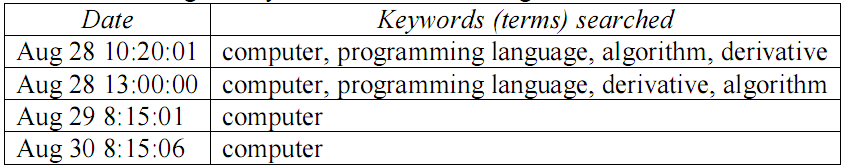 Date Keywords (terms) searched
Aug 28 10:20:01 computer, programming language, algorithm, derivative
Aug 28 13:00:00 computer, programming language, derivative, algorithm
Aug 29 8:15:01 computer
Aug 30 8:15:06 computer